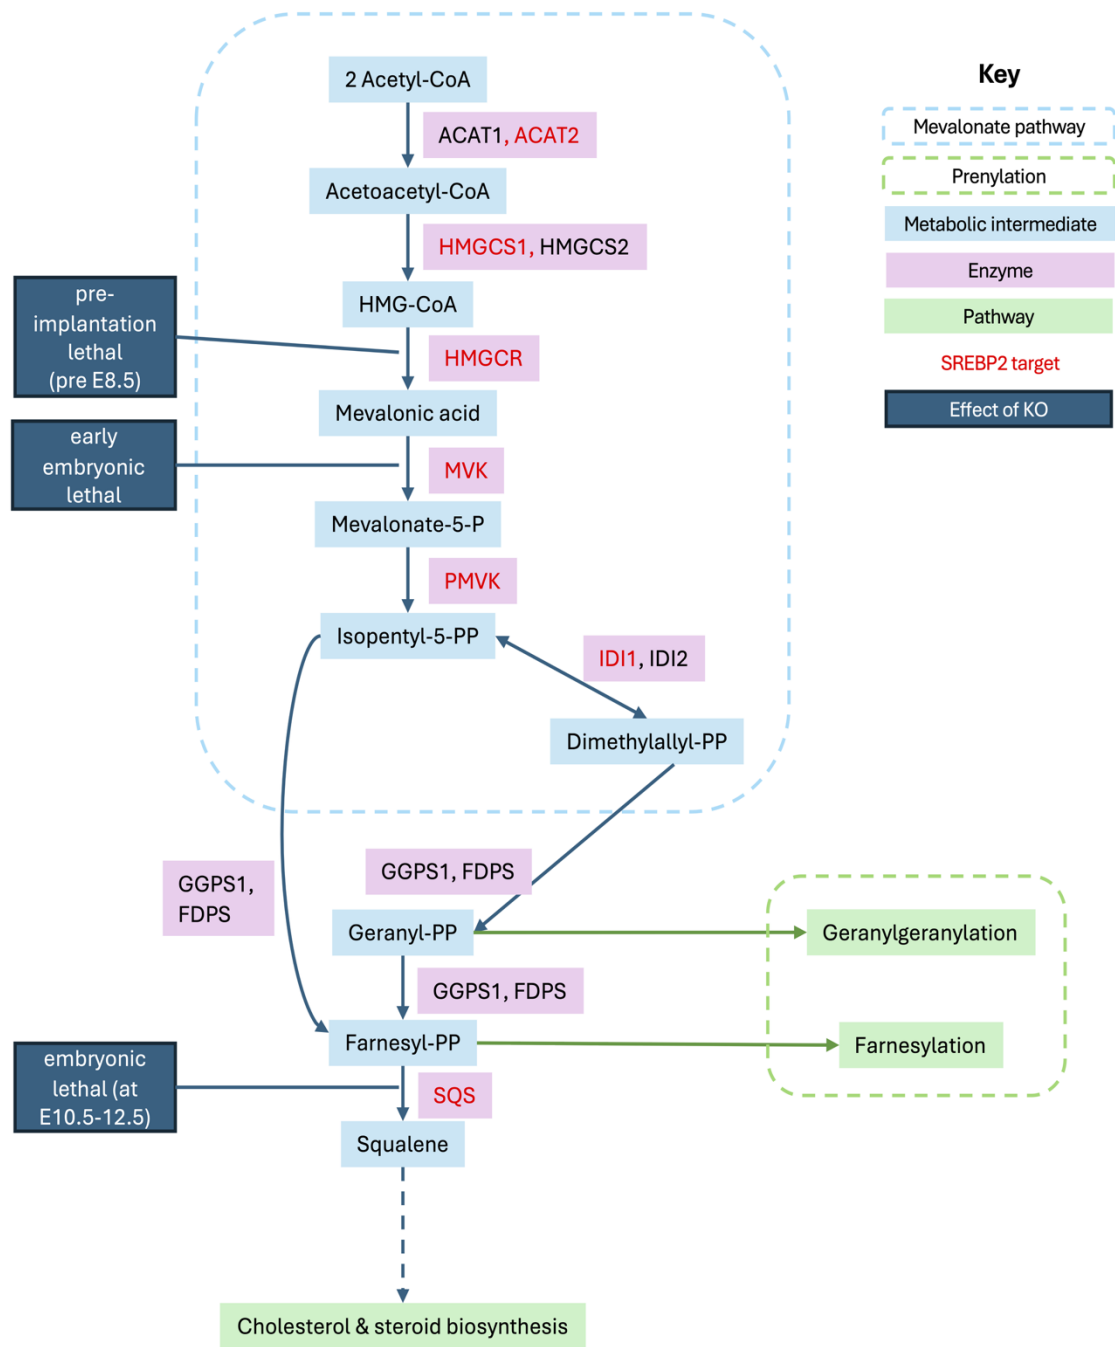 2 Acetyl-CoA
ACAT1, ACAT2
Acetoacetyl-CoA
HMGCS1, HMGCS2
HMG-CoA
pre-
implantation
lethal
(pre E8.5)
HMGCR
Mevalonic acid
early
embryonic
lethal
MVK
Mevalonate-5-P
PMVK
Isopentyl-5-PP
IDI1, IDI2
Dimethylallyl-PP
GGPS1,
FDPS
GGPS1, FDPS
Geranyl-PP
Geranylgeranylation
GGPS1, FDPS
Farnesyl-PP
Farnesylation
embryonic
lethal (at
E10.5-12.5)
SQS
Squalene
Cholesterol & steroid biosynthesis
Key
Mevalonate pathway
Prenylation
Metabolic intermediate
Enzyme
Pathway
SREBP2 target
Effect of KO